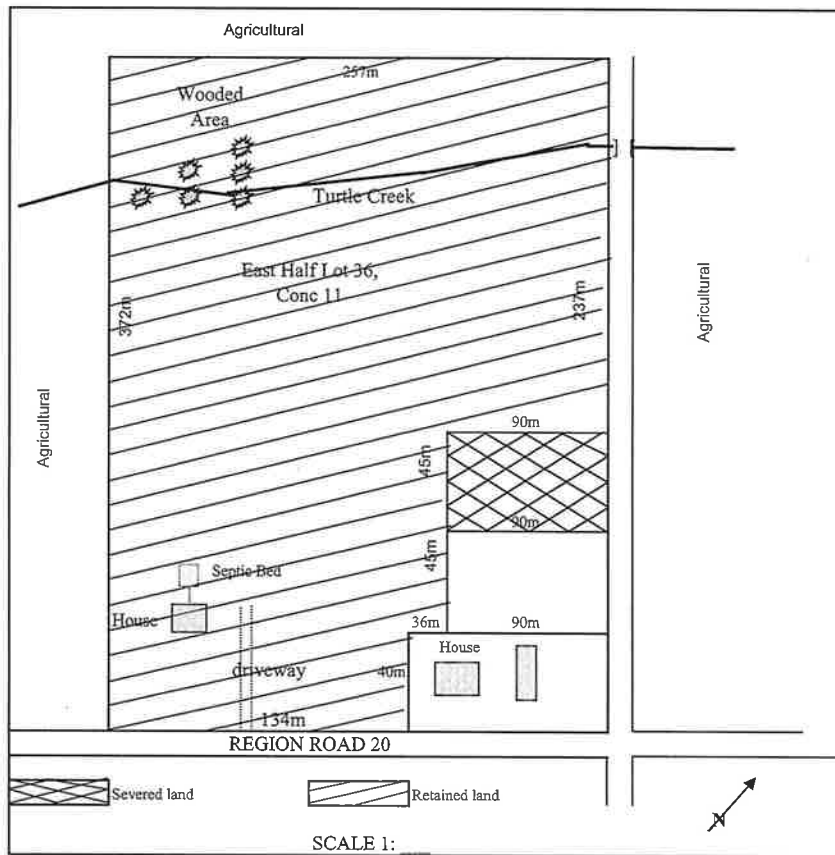 Agricultural
257m
Wooded
Area
Turtle Creek
East Half Lot 36,
Conc 11
372m
237m
Agricultural
Agricultural
90m
45m
90m
45m
Septic Bed
House
36m
90m
House
driveway
40m
134m
REGION ROAD 20
Severed land
Retained land
N
SCALE 1: